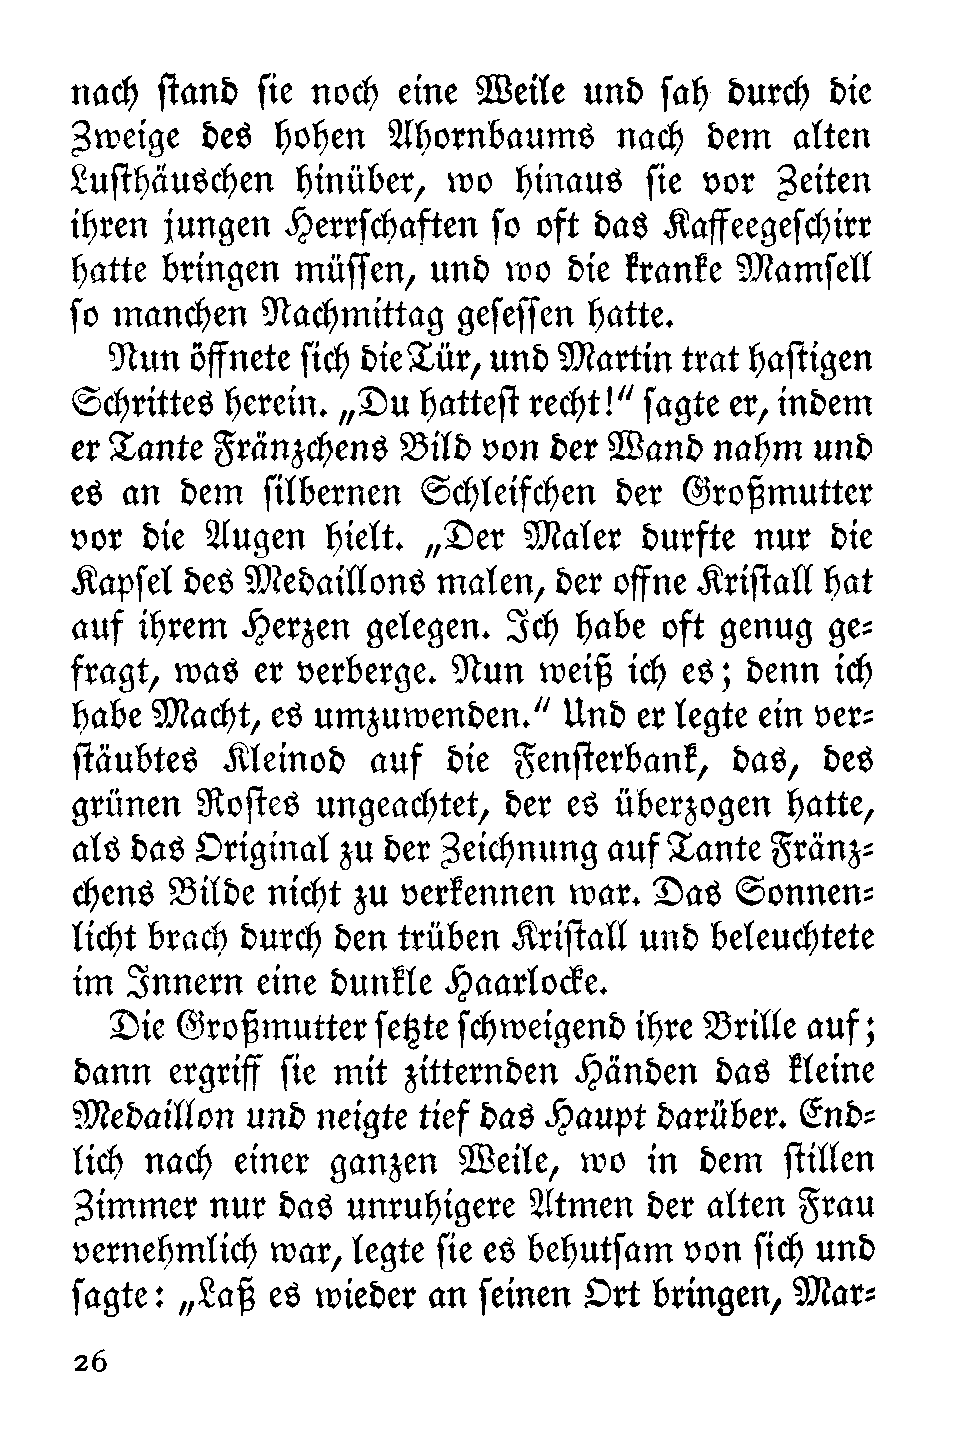 nach stand sie noch eine Weile und sah durch die
Zweige des hohen Ahornbaums nach dem alten
Lusthäuschen hinüber, wo hinaus sie vor Zeiten
ihren jungen Herrschaften so oft das Kaffeegeschirr
hatte bringen müssen, und wo die kranke Mamsell
so manchen Nachmittag gesessen hatte.
Nun öffnete sich die Tür, und Martin trat hastigen
Schrittes herein. „Du hattest recht!" sagte er, indem
er Tante Fränzchens Bild von der Wand nahm und
es an dem silbernen Schleifchen der Großmutter
vor die Augen hielt. „Der Maler durfte nur die
Kapsel des Medaillons malen, der offne Kristall hat
auf ihrem Herzen gelegen. Ich habe oft genug ge-
fragt, was er verberge. Nun weiß ich es; denn ich
habe Macht, es umzuwenden." Und er legte ein ver-
stäubtes Kleinod auf die Fensterbank, das, des
grünen Rostes ungeachtet, der es überzogen hatte,
als das Original zu der Zeichnung auf Tante Fränz-
chens Bilde nicht zu verkennen war. Das Sonnen-
licht brach durch den trüben Kristall und beleuchtete
im Innern eine dunkle Haarlocke.
Die Großmutter setzte schweigend ihre Brille auf;
dann ergriff sie mit zitternden Händen das kleine
Medaillon und neigte tief das Haupt darüber. End-
lich nach einer ganzen Weile, wo in dem stillen
Zimmer nur das unruhigere Atmen der alten Frau
vernehmlich war, legte sie es behutsam von sich und
sagte: „Laß es wieder an seinen Ort bringen, Mar-
26